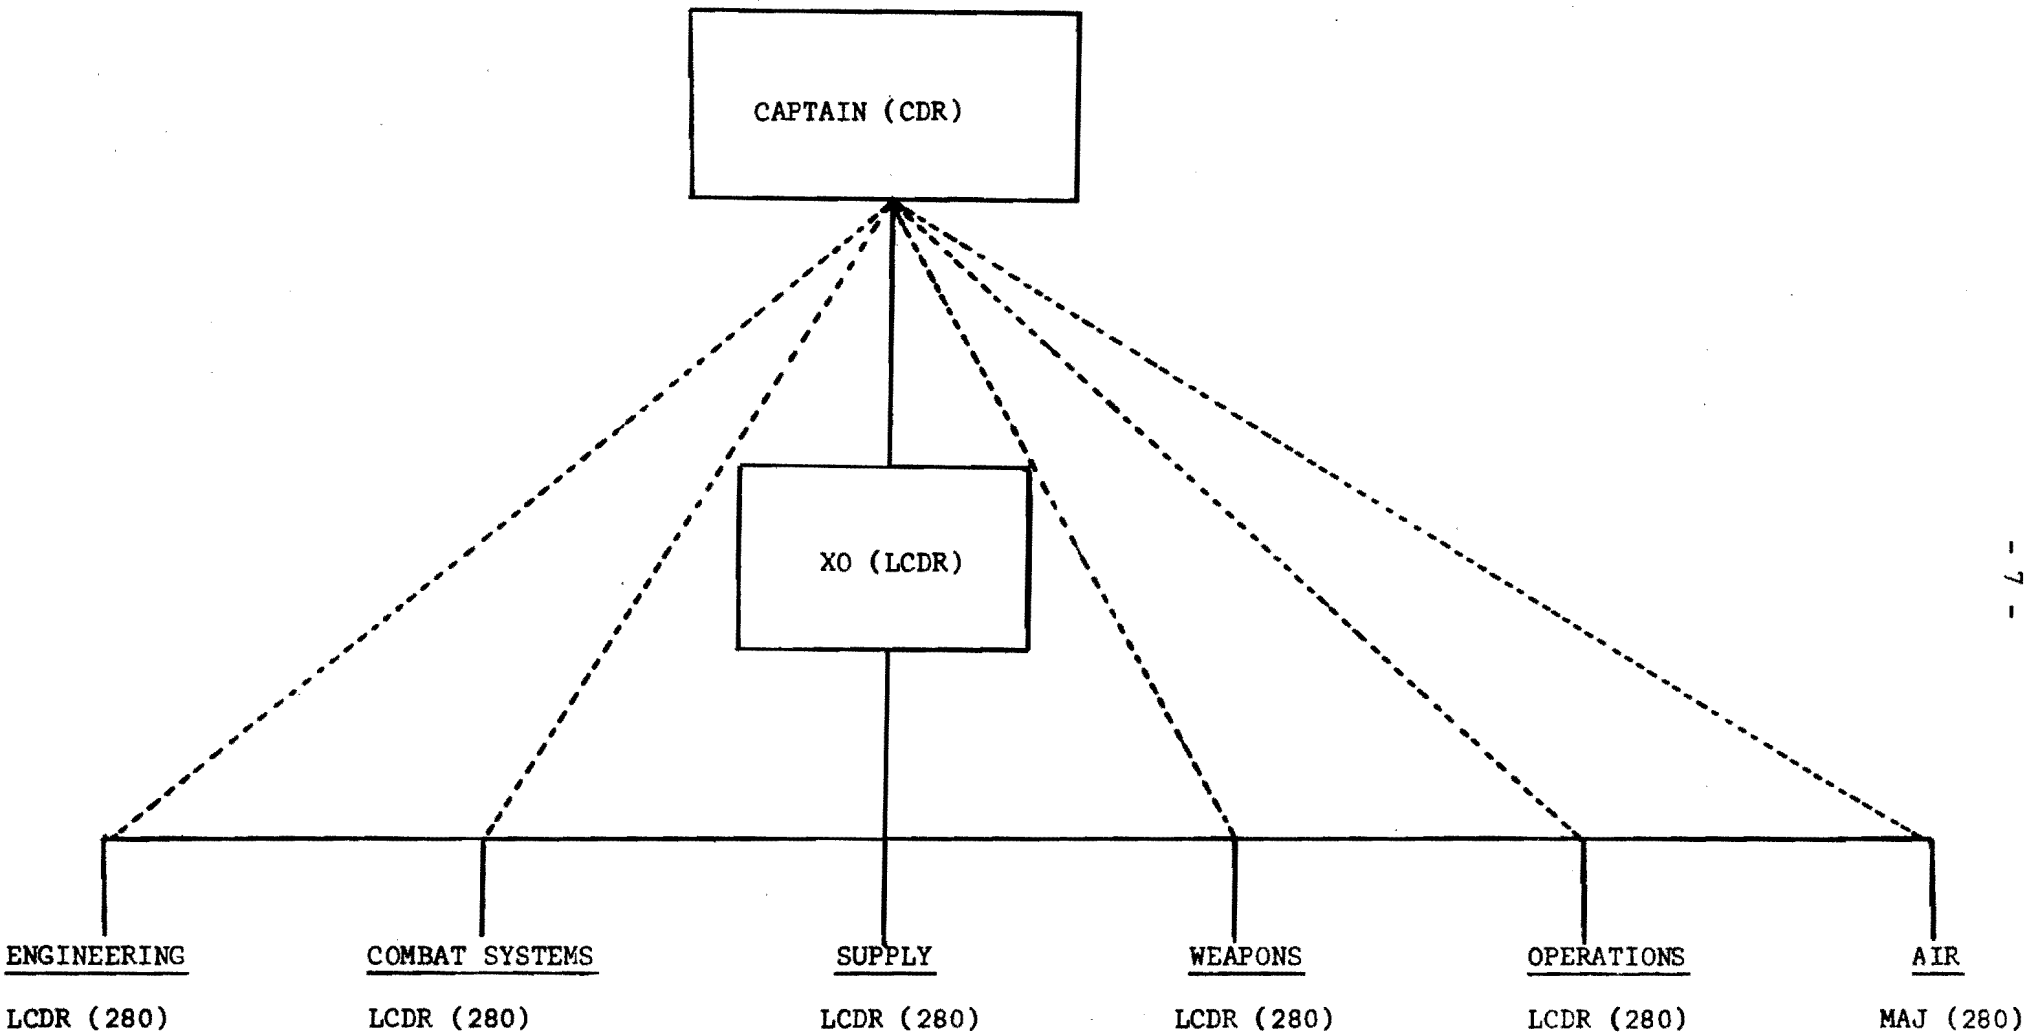 CAPTAIN (CDR)
XO (LCDR)
- 7 -
ENGINEERING COMBAT SYSTEMS SUPPLY WEAPONS OPERATIONS AIR
LCDR (280) LCDR (280) LCDR (280) LCDR (280) LCDR (280) MAJ (280)